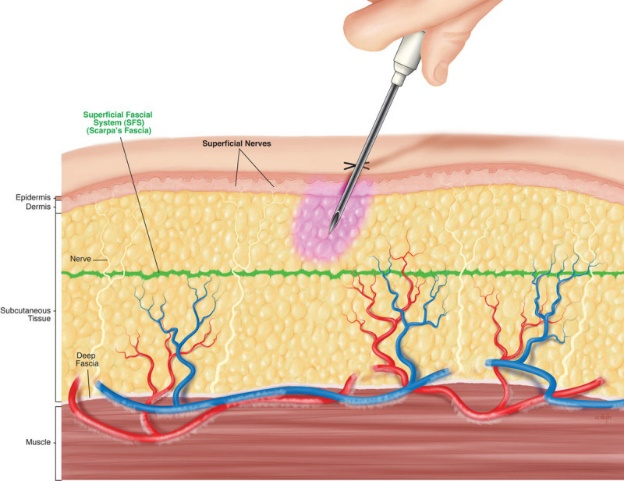 Superficial Fascial
System (SFS)
(Scarpa's Fascia)
Superficial Nerves
Epidermis
Dermis
Nerve
Subcutaneous
Tissue
Deep
Fascia
Muscle